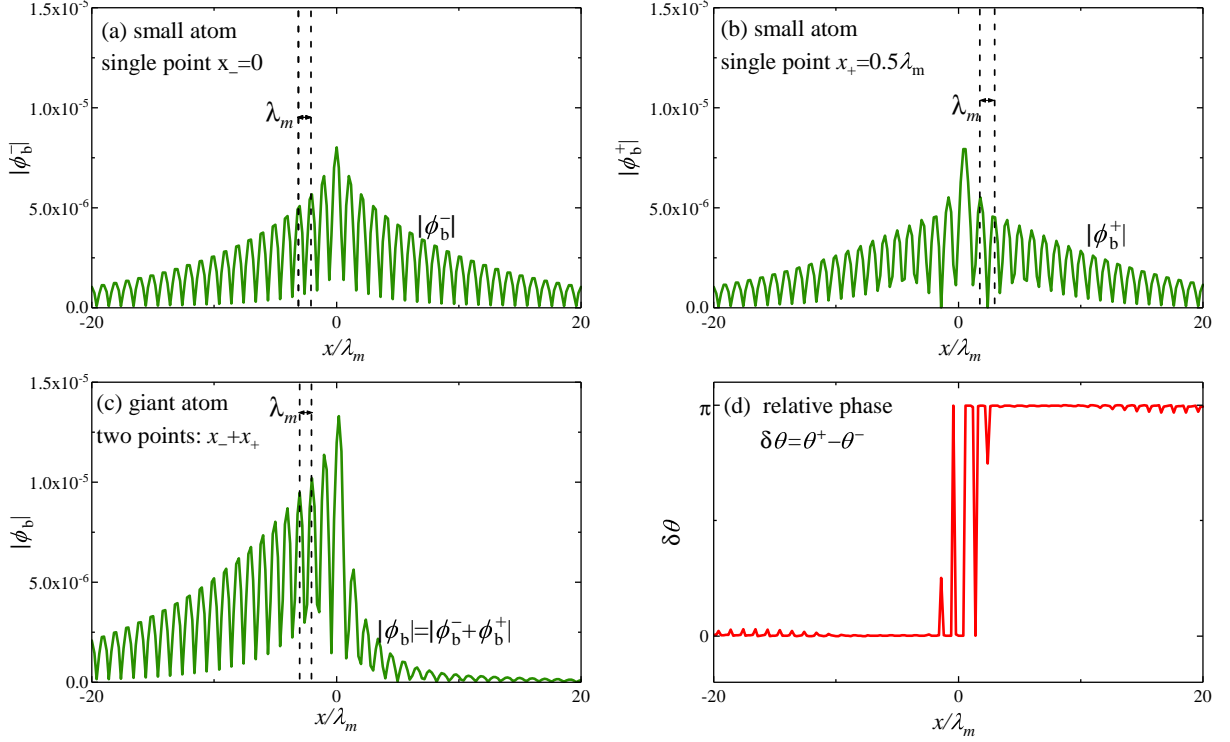 (a) small atom
single point x₋=0
λₘ
|ϕ_b⁻|
|ϕ_b⁻|
1.5x10⁻⁵
1.0x10⁻⁵
5.0x10⁻⁶
0.0
-20
0
20
x/λₘ
(b) small atom
single point x₊=0.5λₘ
λₘ
|ϕ_b⁺|
|ϕ_b⁺|
1.5x10⁻⁵
1.0x10⁻⁵
5.0x10⁻⁶
0.0
-20
0
20
x/λₘ
(c) giant atom
two points: x₋+x₊
λₘ
|ϕ_b|
|ϕ_b|=|ϕ_b⁻+ϕ_b⁺|
1.5x10⁻⁵
1.0x10⁻⁵
5.0x10⁻⁶
0.0
-20
0
20
x/λₘ
(d) relative phase
δθ=θ⁺−θ⁻
π
δθ
0
-20
0
20
x/λₘ